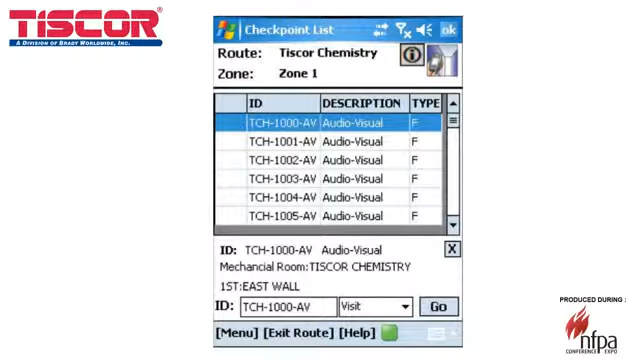 TISCOR®
A DIVISION OF BRADY WORLDWIDE, INC.
Checkpoint List ok
Route: Tiscor Chemistry
Zone: Zone 1
ID DESCRIPTION TYPE
TCH-1000-AV Audio-Visual F
TCH-1001-AV Audio-Visual F
TCH-1002-AV Audio-Visual F
TCH-1003-AV Audio-Visual F
TCH-1004-AV Audio-Visual F
TCH-1005-AV Audio-Visual F
ID: TCH-1000-AV Audio-Visual X
Mechancial Room:TISCOR CHEMISTRY
1ST:EAST WALL
ID: TCH-1000-AV Visit Go
[Menu] [Exit Route] [Help]
PRODUCED DURING :
nfpa
CONFERENCE EXPO